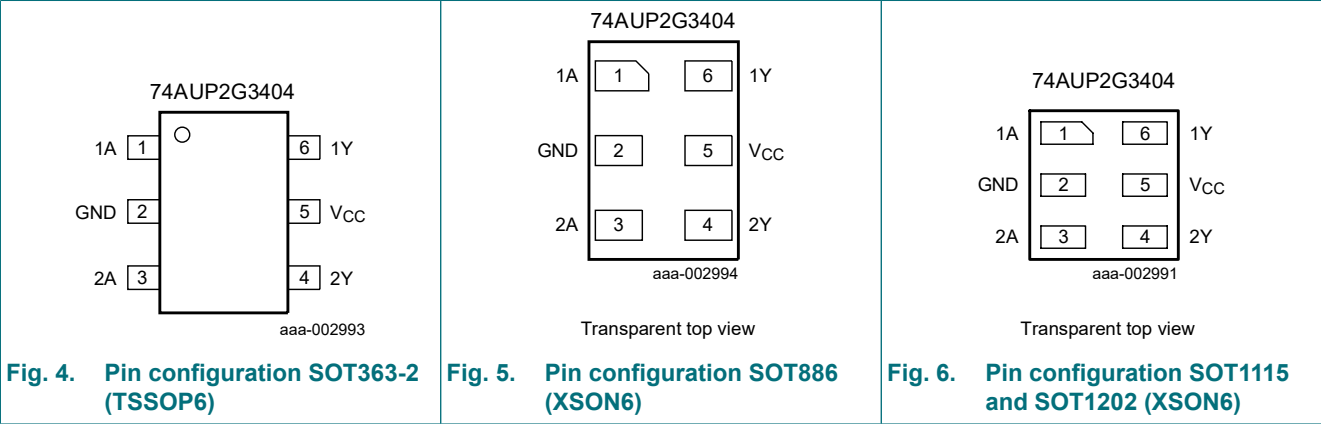 74AUP2G3404
1A 1 6 1Y
GND 2 5 VCC
2A 3 4 2Y
aaa-002993
Fig. 4. Pin configuration SOT363-2
(TSSOP6)
74AUP2G3404
1A 1 6 1Y
GND 2 5 VCC
2A 3 4 2Y
aaa-002994
Transparent top view
Fig. 5. Pin configuration SOT886
(XSON6)
74AUP2G3404
1A 1 6 1Y
GND 2 5 VCC
2A 3 4 2Y
aaa-002991
Transparent top view
Fig. 6. Pin configuration SOT1115
and SOT1202 (XSON6)